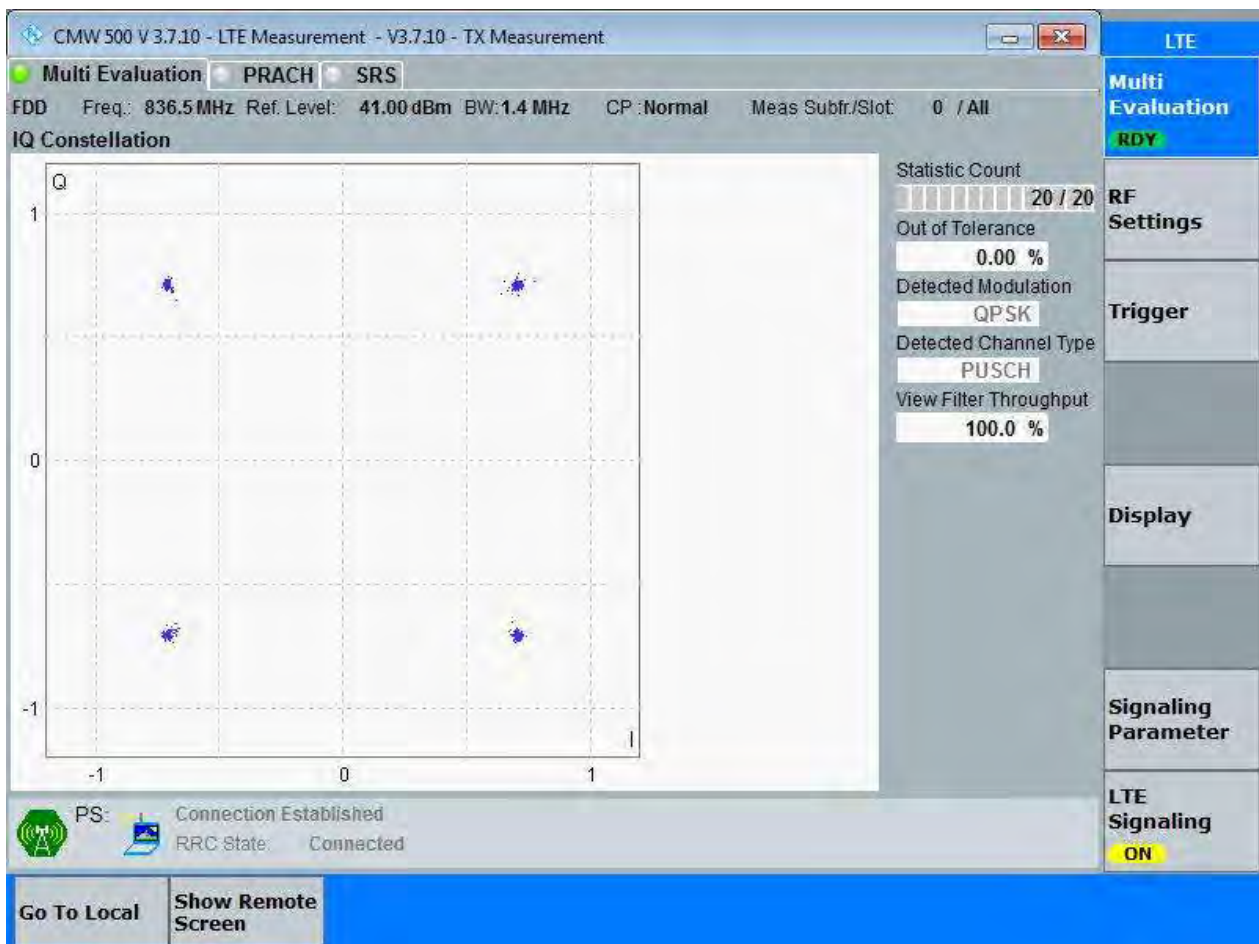 CMW 500 V 3.7.10 - LTE Measurement - V3.7.10 - TX Measurement
LTE
Multi Evaluation PRACH SRS
FDD Freq.: 836.5 MHz Ref. Level: 41.00 dBm BW: 1.4 MHz CP : Normal Meas Subfr./Slot: 0 / All
IQ Constellation
Q
1
0
-1
I
-1 0 1
Statistic Count
20 / 20
Out of Tolerance
0.00 %
Detected Modulation
QPSK
Detected Channel Type
PUSCH
View Filter Throughput
100.0 %
Multi
Evaluation
RDY
RF
Settings
Trigger
Display
Signaling
Parameter
LTE
Signaling
ON
PS: Connection Established
RRC State: Connected
Go To Local
Show Remote
Screen